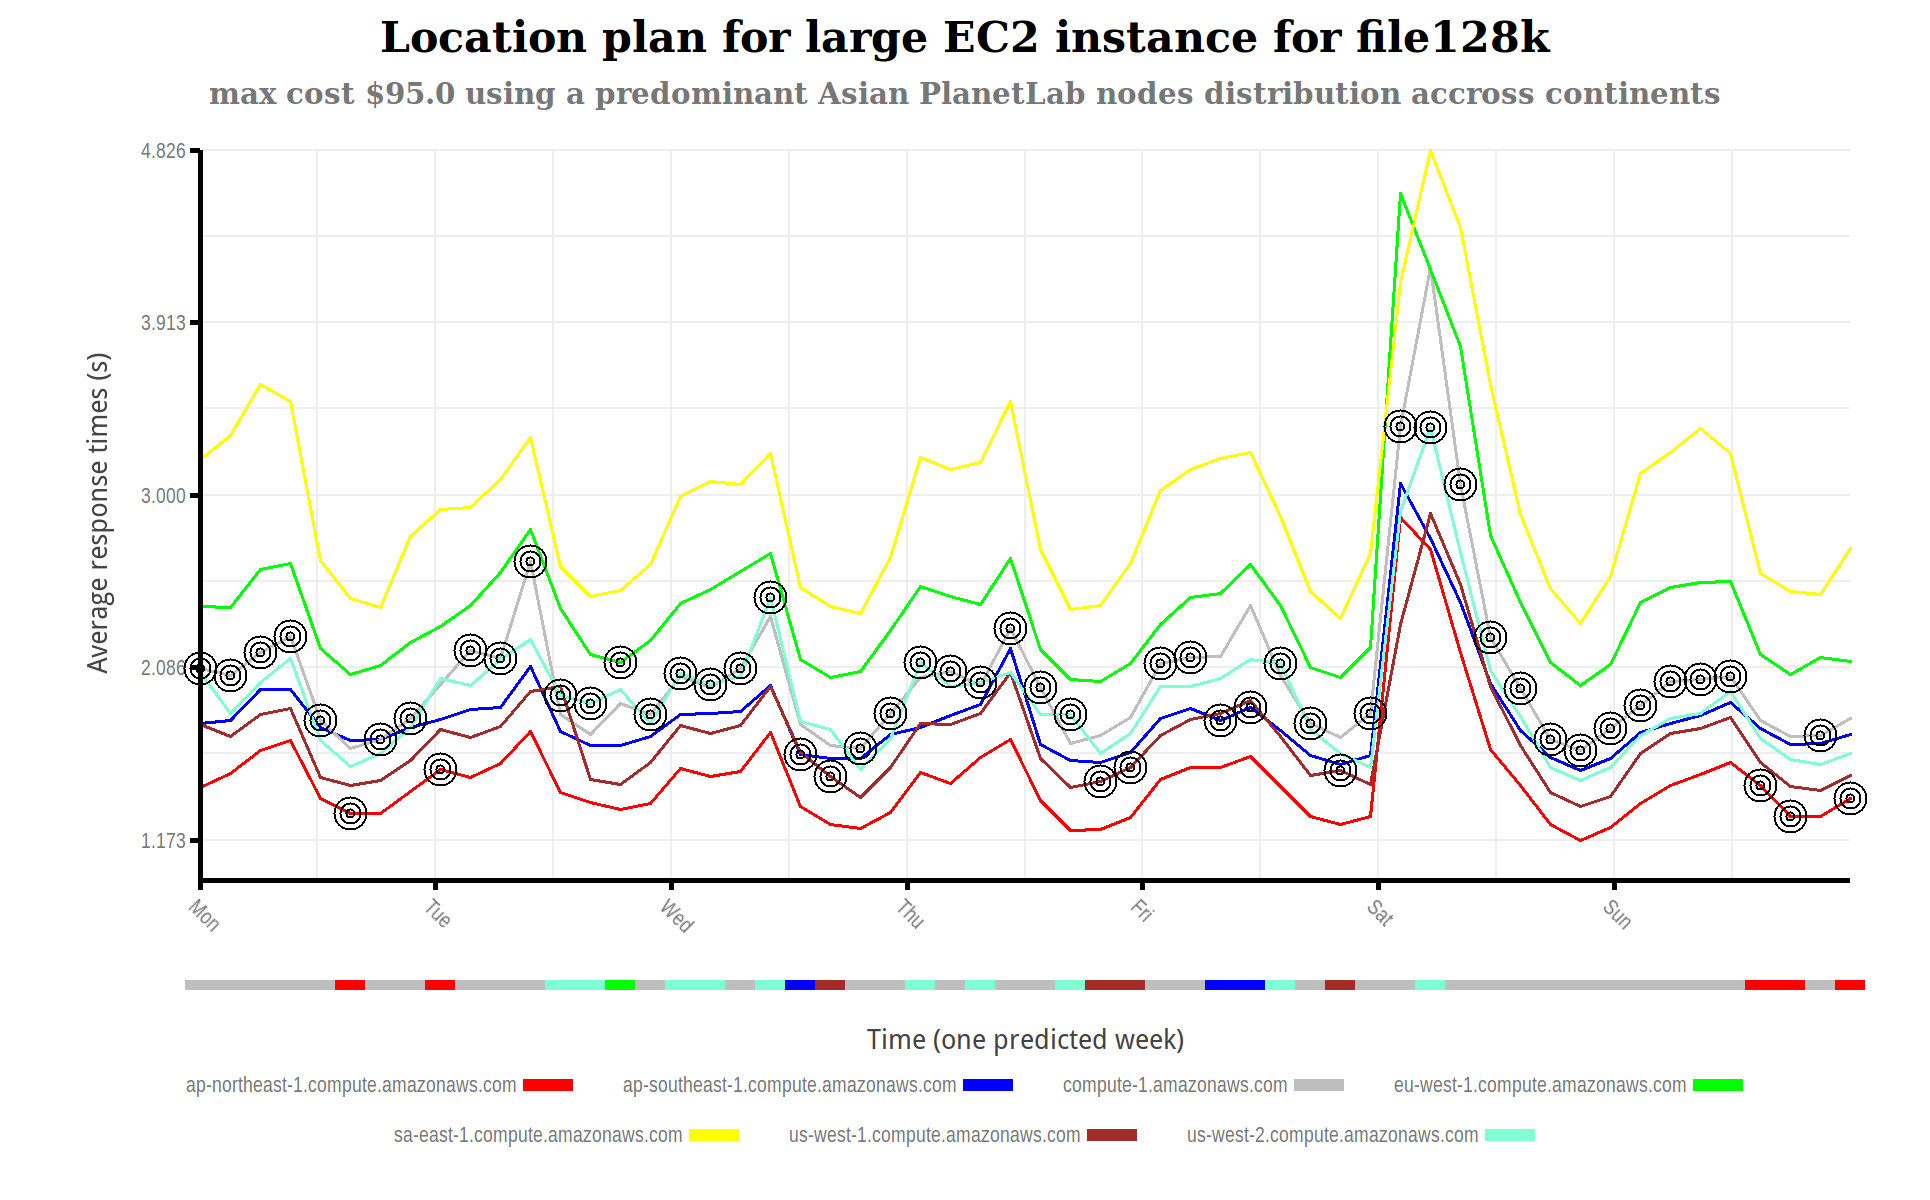 Location plan for large EC2 instance for file128k
max cost $95.0 using a predominant Asian PlanetLab nodes distribution accross continents
Average response times (s)
4.826
3.913
3.000
2.086
1.173
Mon Tue Wed Thu Fri Sat Sun
Time (one predicted week)
ap-northeast-1.compute.amazonaws.com ap-southeast-1.compute.amazonaws.com compute-1.amazonaws.com eu-west-1.compute.amazonaws.com
sa-east-1.compute.amazonaws.com us-west-1.compute.amazonaws.com us-west-2.compute.amazonaws.com